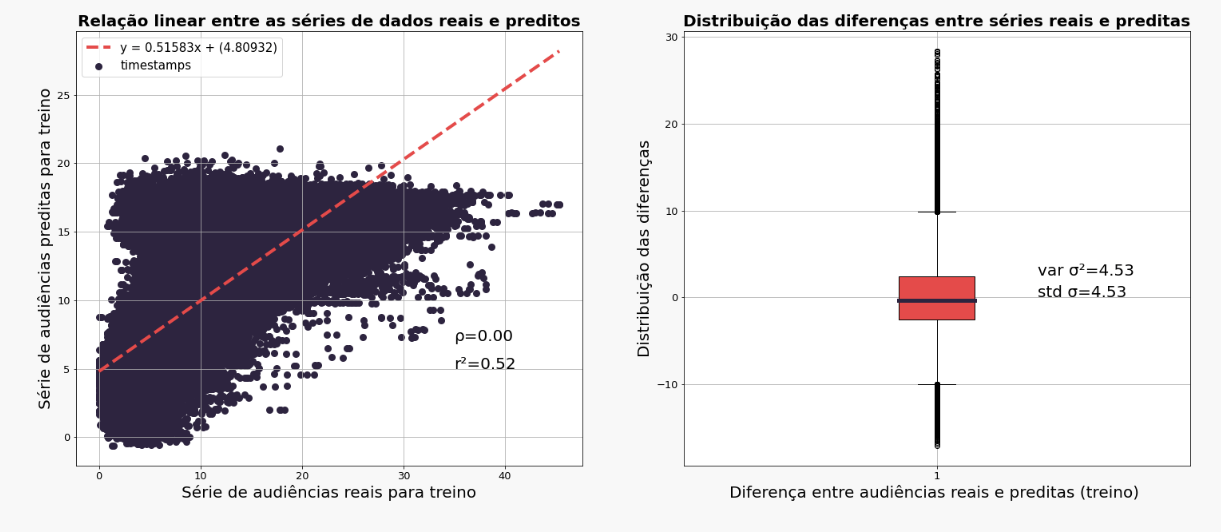 Relação linear entre as séries de dados reais e preditos
y = 0.51583x + (4.80932)
timestamps
25
20
15
10
5
0
ρ=0.00
r²=0.52
0 10 20 30 40
Série de audiências preditas para treino
Série de audiências reais para treino
Distribuição das diferenças entre séries reais e preditas
30
20
10
0
−10
var σ²=4.53
std σ=4.53
1
Distribuição das diferenças
Diferença entre audiências reais e preditas (treino)